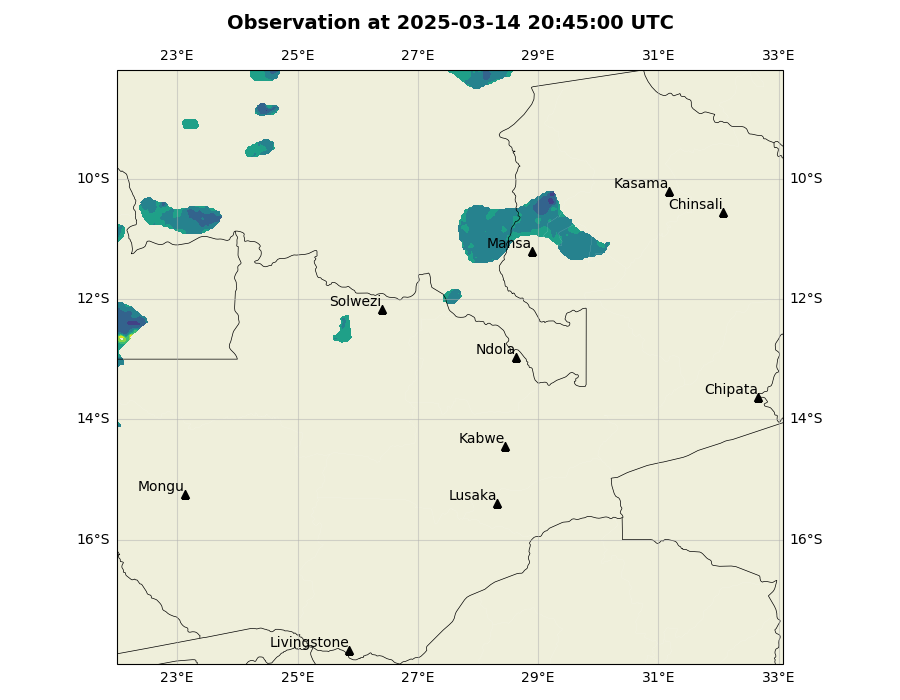 Observation at 2025-03-14 20:45:00 UTC
23°E 25°E 27°E 29°E 31°E 33°E
10°S 10°S
Kasama
Chinsali
Mansa
12°S 12°S
Solwezi
Ndola
Chipata
14°S 14°S
Kabwe
Mongu
Lusaka
16°S 16°S
Livingstone
23°E 25°E 27°E 29°E 31°E 33°E